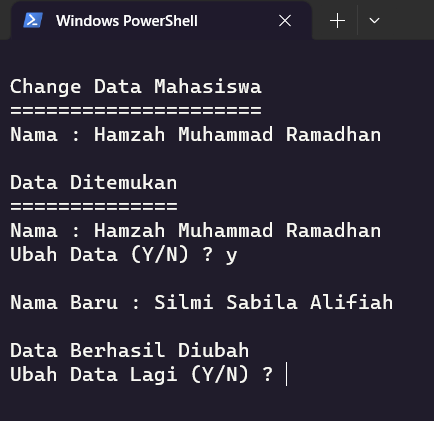 Windows PowerShell
Change Data Mahasiswa
=====================
Nama : Hamzah Muhammad Ramadhan
Data Ditemukan
==============
Nama : Hamzah Muhammad Ramadhan
Ubah Data (Y/N) ? y
Nama Baru : Silmi Sabila Alifiah
Data Berhasil Diubah
Ubah Data Lagi (Y/N) ?